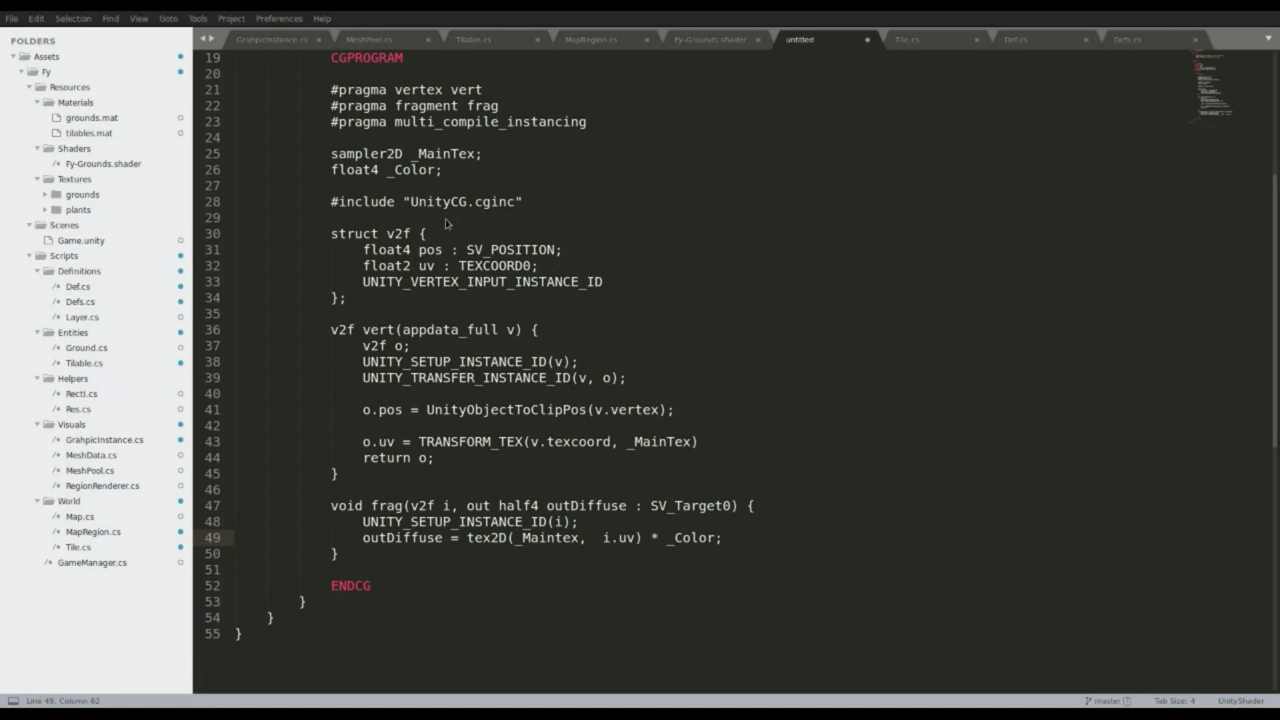 File Edit Selection Find View Goto Tools Project Preferences Help
FOLDERS
GrahpicInstance.cs × MeshPool.cs × Tilable.cs × MapRegion.cs × Fy-Grounds.shader × untitled Tile.cs × Def.cs × Defs.cs ×
Assets
Fy
Resources
Materials
grounds.mat
tilables.mat
Shaders
/* Fy-Grounds.shader
Textures
grounds
plants
Scenes
Game.unity
Scripts
Definitions
/* Def.cs
/* Defs.cs
/* Layer.cs
Entities
/* Ground.cs
/* Tilable.cs
Helpers
/* RectI.cs
/* Res.cs
Visuals
/* GrahpicInstance.cs
/* MeshData.cs
/* MeshPool.cs
/* RegionRenderer.cs
World
/* Map.cs
/* MapRegion.cs
/* Tile.cs
/* GameManager.cs
19 CGPROGRAM
20
21 #pragma vertex vert
22 #pragma fragment frag
23 #pragma multi_compile_instancing
24
25 sampler2D _MainTex;
26 float4 _Color;
27
28 #include "UnityCG.cginc"
29
30 struct v2f {
31 float4 pos : SV_POSITION;
32 float2 uv : TEXCOORD0;
33 UNITY_VERTEX_INPUT_INSTANCE_ID
34 };
35
36 v2f vert(appdata_full v) {
37 v2f o;
38 UNITY_SETUP_INSTANCE_ID(v);
39 UNITY_TRANSFER_INSTANCE_ID(v, o);
40
41 o.pos = UnityObjectToClipPos(v.vertex);
42
43 o.uv = TRANSFORM_TEX(v.texcoord, _MainTex)
44 return o;
45 }
46
47 void frag(v2f i, out half4 outDiffuse : SV_Target0) {
48 UNITY_SETUP_INSTANCE_ID(i);
49 outDiffuse = tex2D(_Maintex,  i.uv) * _Color;
50 }
51
52 ENDCG
53 }
54 }
55 }
Line 49, Column 62 master Tab Size: 4 UnityShader